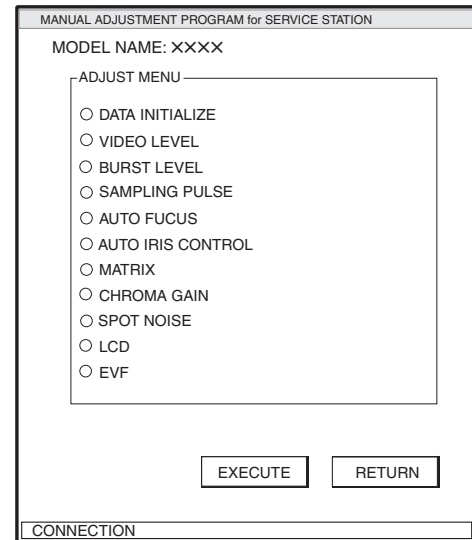 MANUAL ADJUSTMENT PROGRAM for SERVICE STATION
MODEL NAME: XXXX
ADJUST MENU
DATA INITIALIZE
VIDEO LEVEL
BURST LEVEL
SAMPLING PULSE
AUTO FUCUS
AUTO IRIS CONTROL
MATRIX
CHROMA GAIN
SPOT NOISE
LCD
EVF
EXECUTE RETURN
CONNECTION